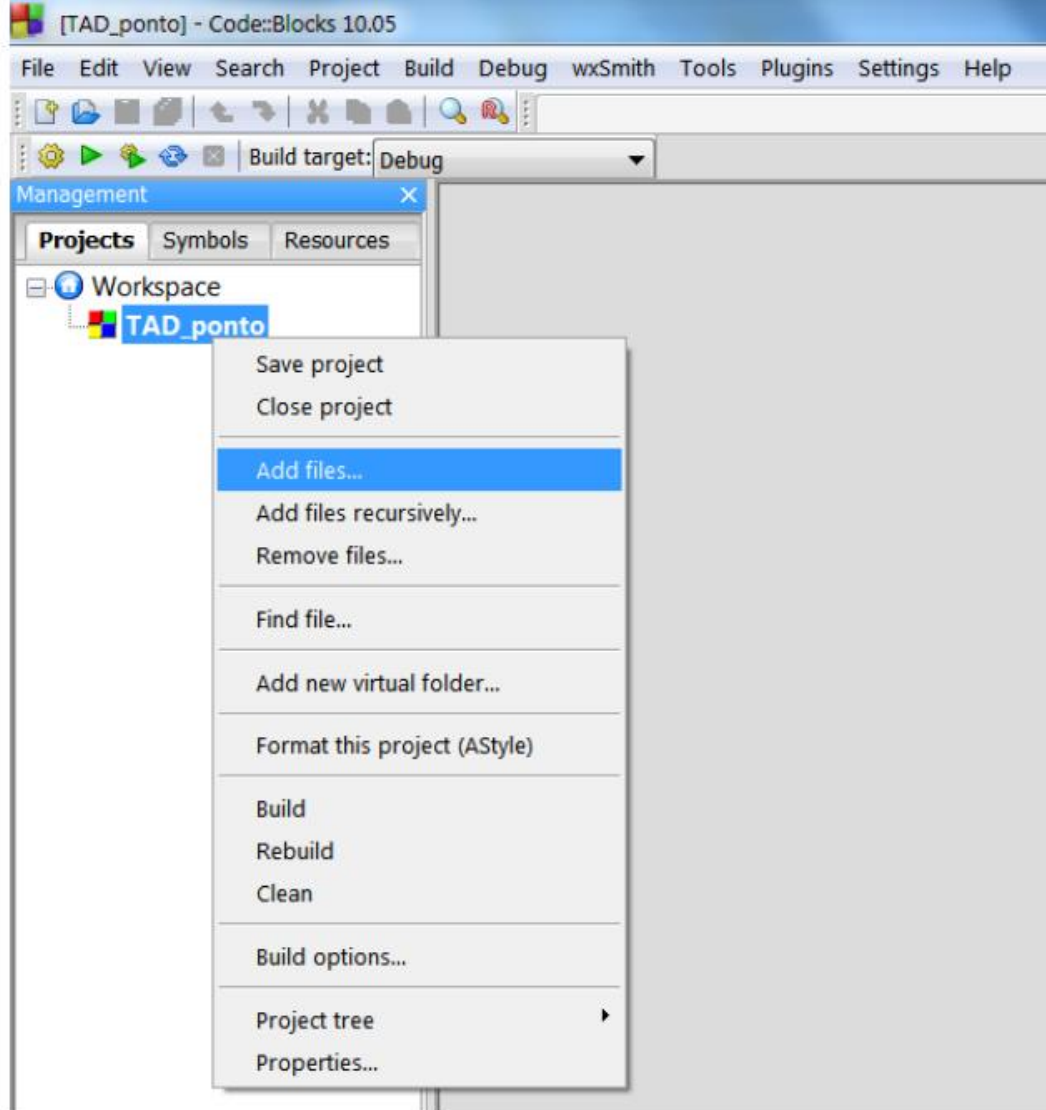 [TAD_ponto] - Code::Blocks 10.05
File Edit View Search Project Build Debug wxSmith Tools Plugins Settings Help
Build target: Debug
Management
Projects Symbols Resources
Workspace
TAD_ponto
Save project
Close project
Add files...
Add files recursively...
Remove files...
Find file...
Add new virtual folder...
Format this project (AStyle)
Build
Rebuild
Clean
Build options...
Project tree
Properties...